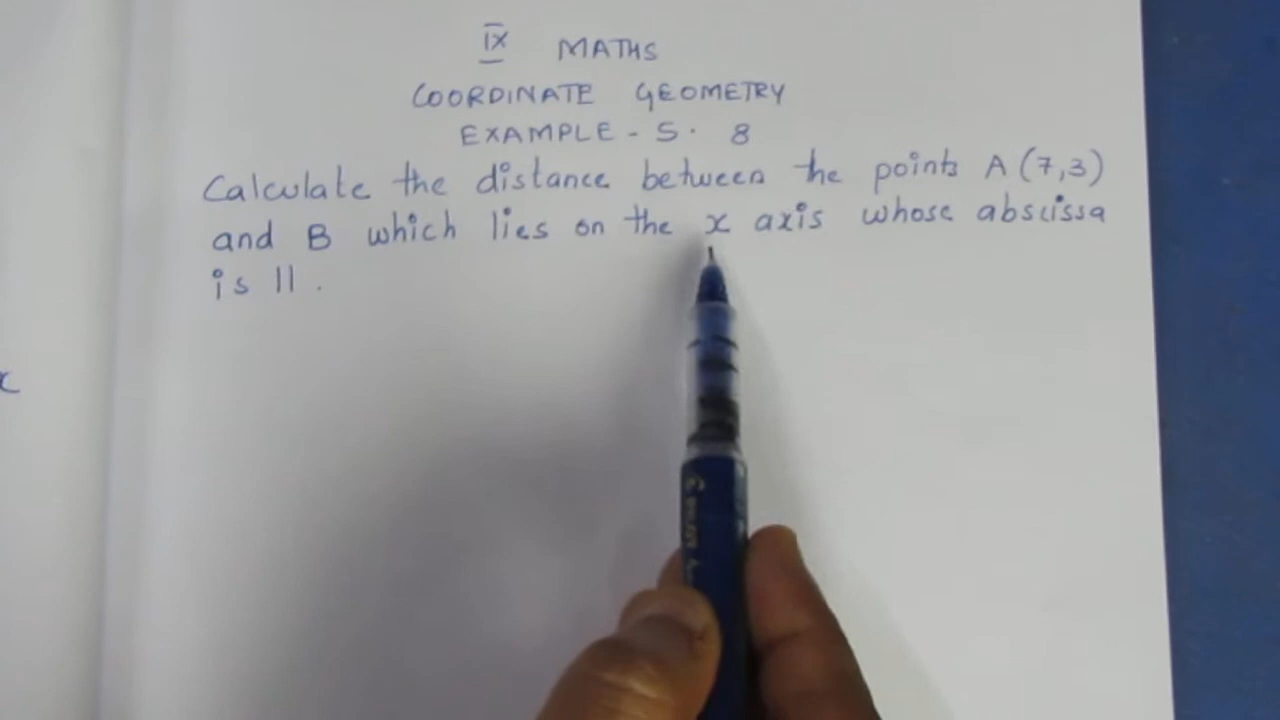 IX MATHS
COORDINATE GEOMETRY
EXAMPLE - 5. 8
Calculate the distance between the points A (7,3)
and B which lies on the x axis whose abscissa
is 11.
x
PILOT